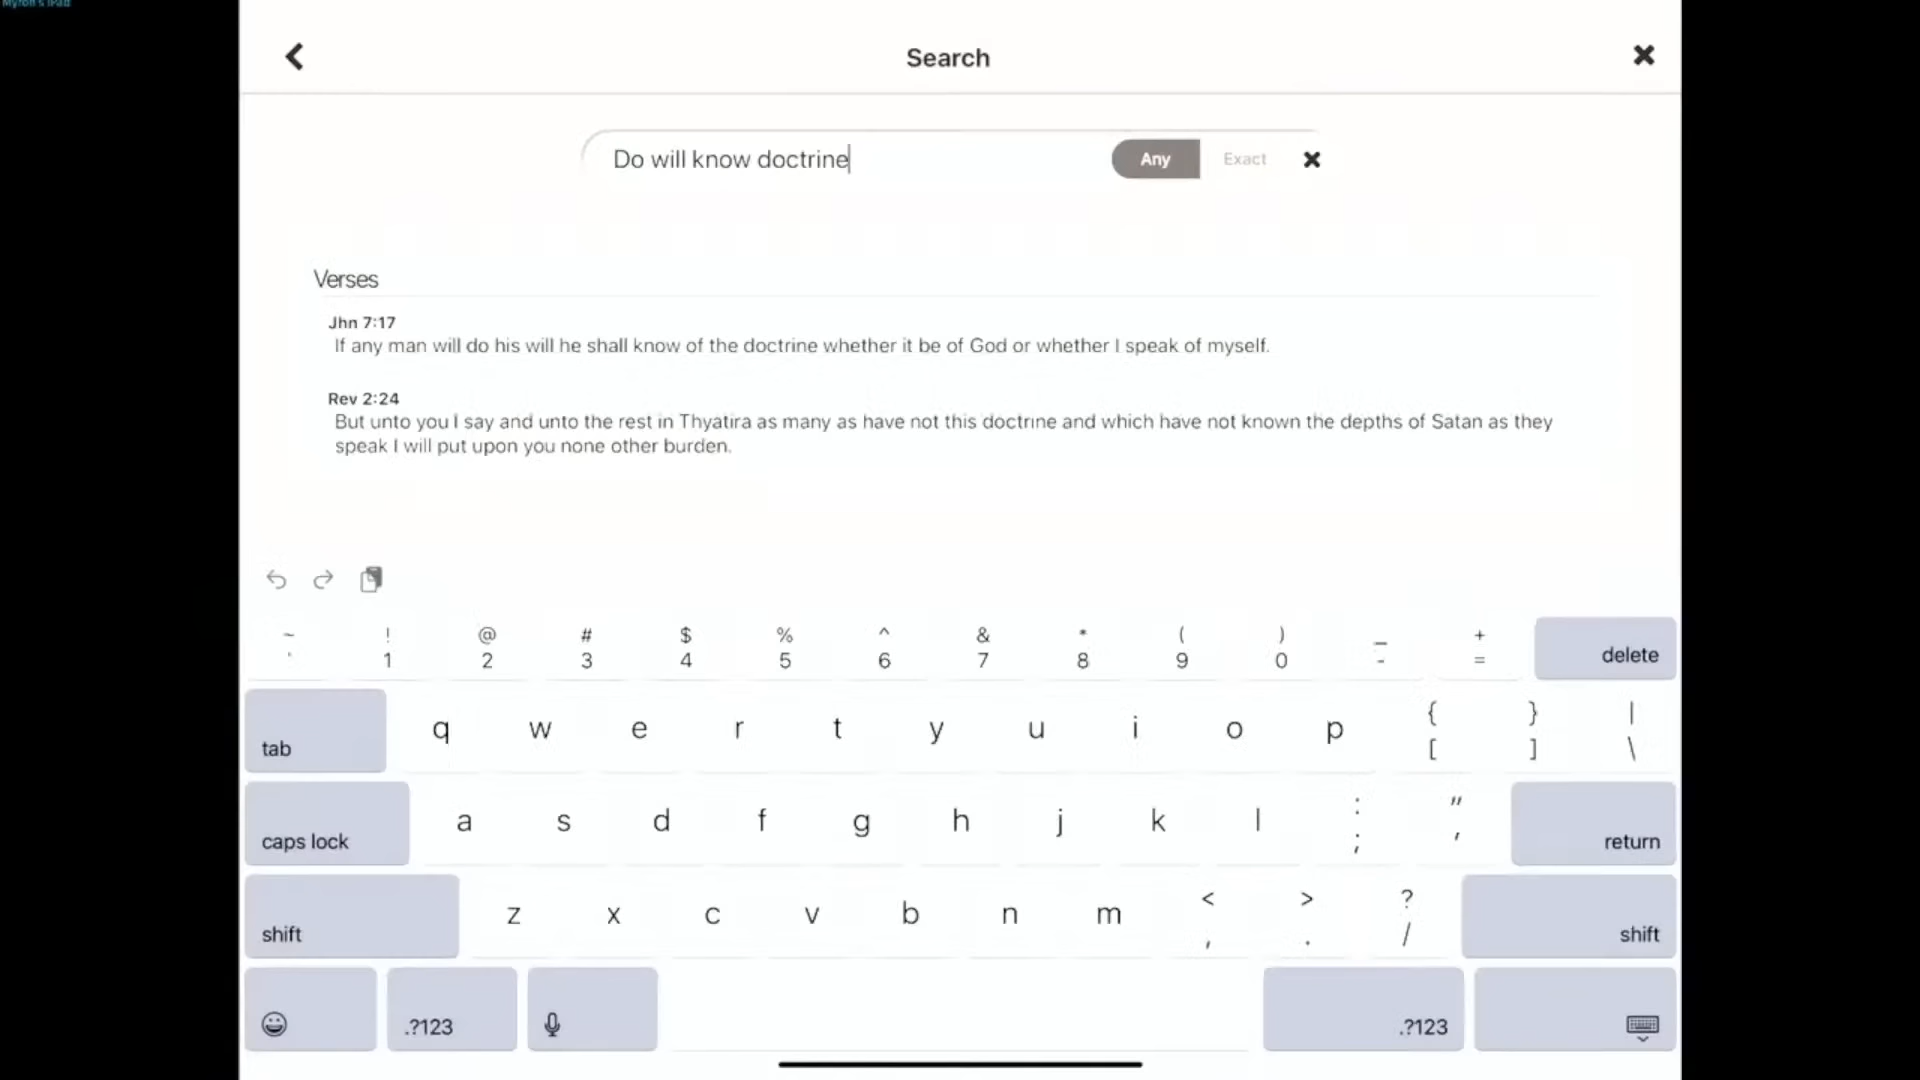 Myron's iPad
Search
Do will know doctrine
Any Exact
Verses
Jhn 7:17
If any man will do his will he shall know of the doctrine whether it be of God or whether I speak of myself.
Rev 2:24
But unto you I say and unto the rest in Thyatira as many as have not this doctrine and which have not known the depths of Satan as they
speak I will put upon you none other burden.
~ ! @ # $ % ^ & * ( ) _ +
` 1 2 3 4 5 6 7 8 9 0 - = delete
tab q w e r t y u i o p { [ } ] | \
caps lock a s d f g h j k l : ; " ' return
shift z x c v b n m < , > . ? / shift
.?123 .?123